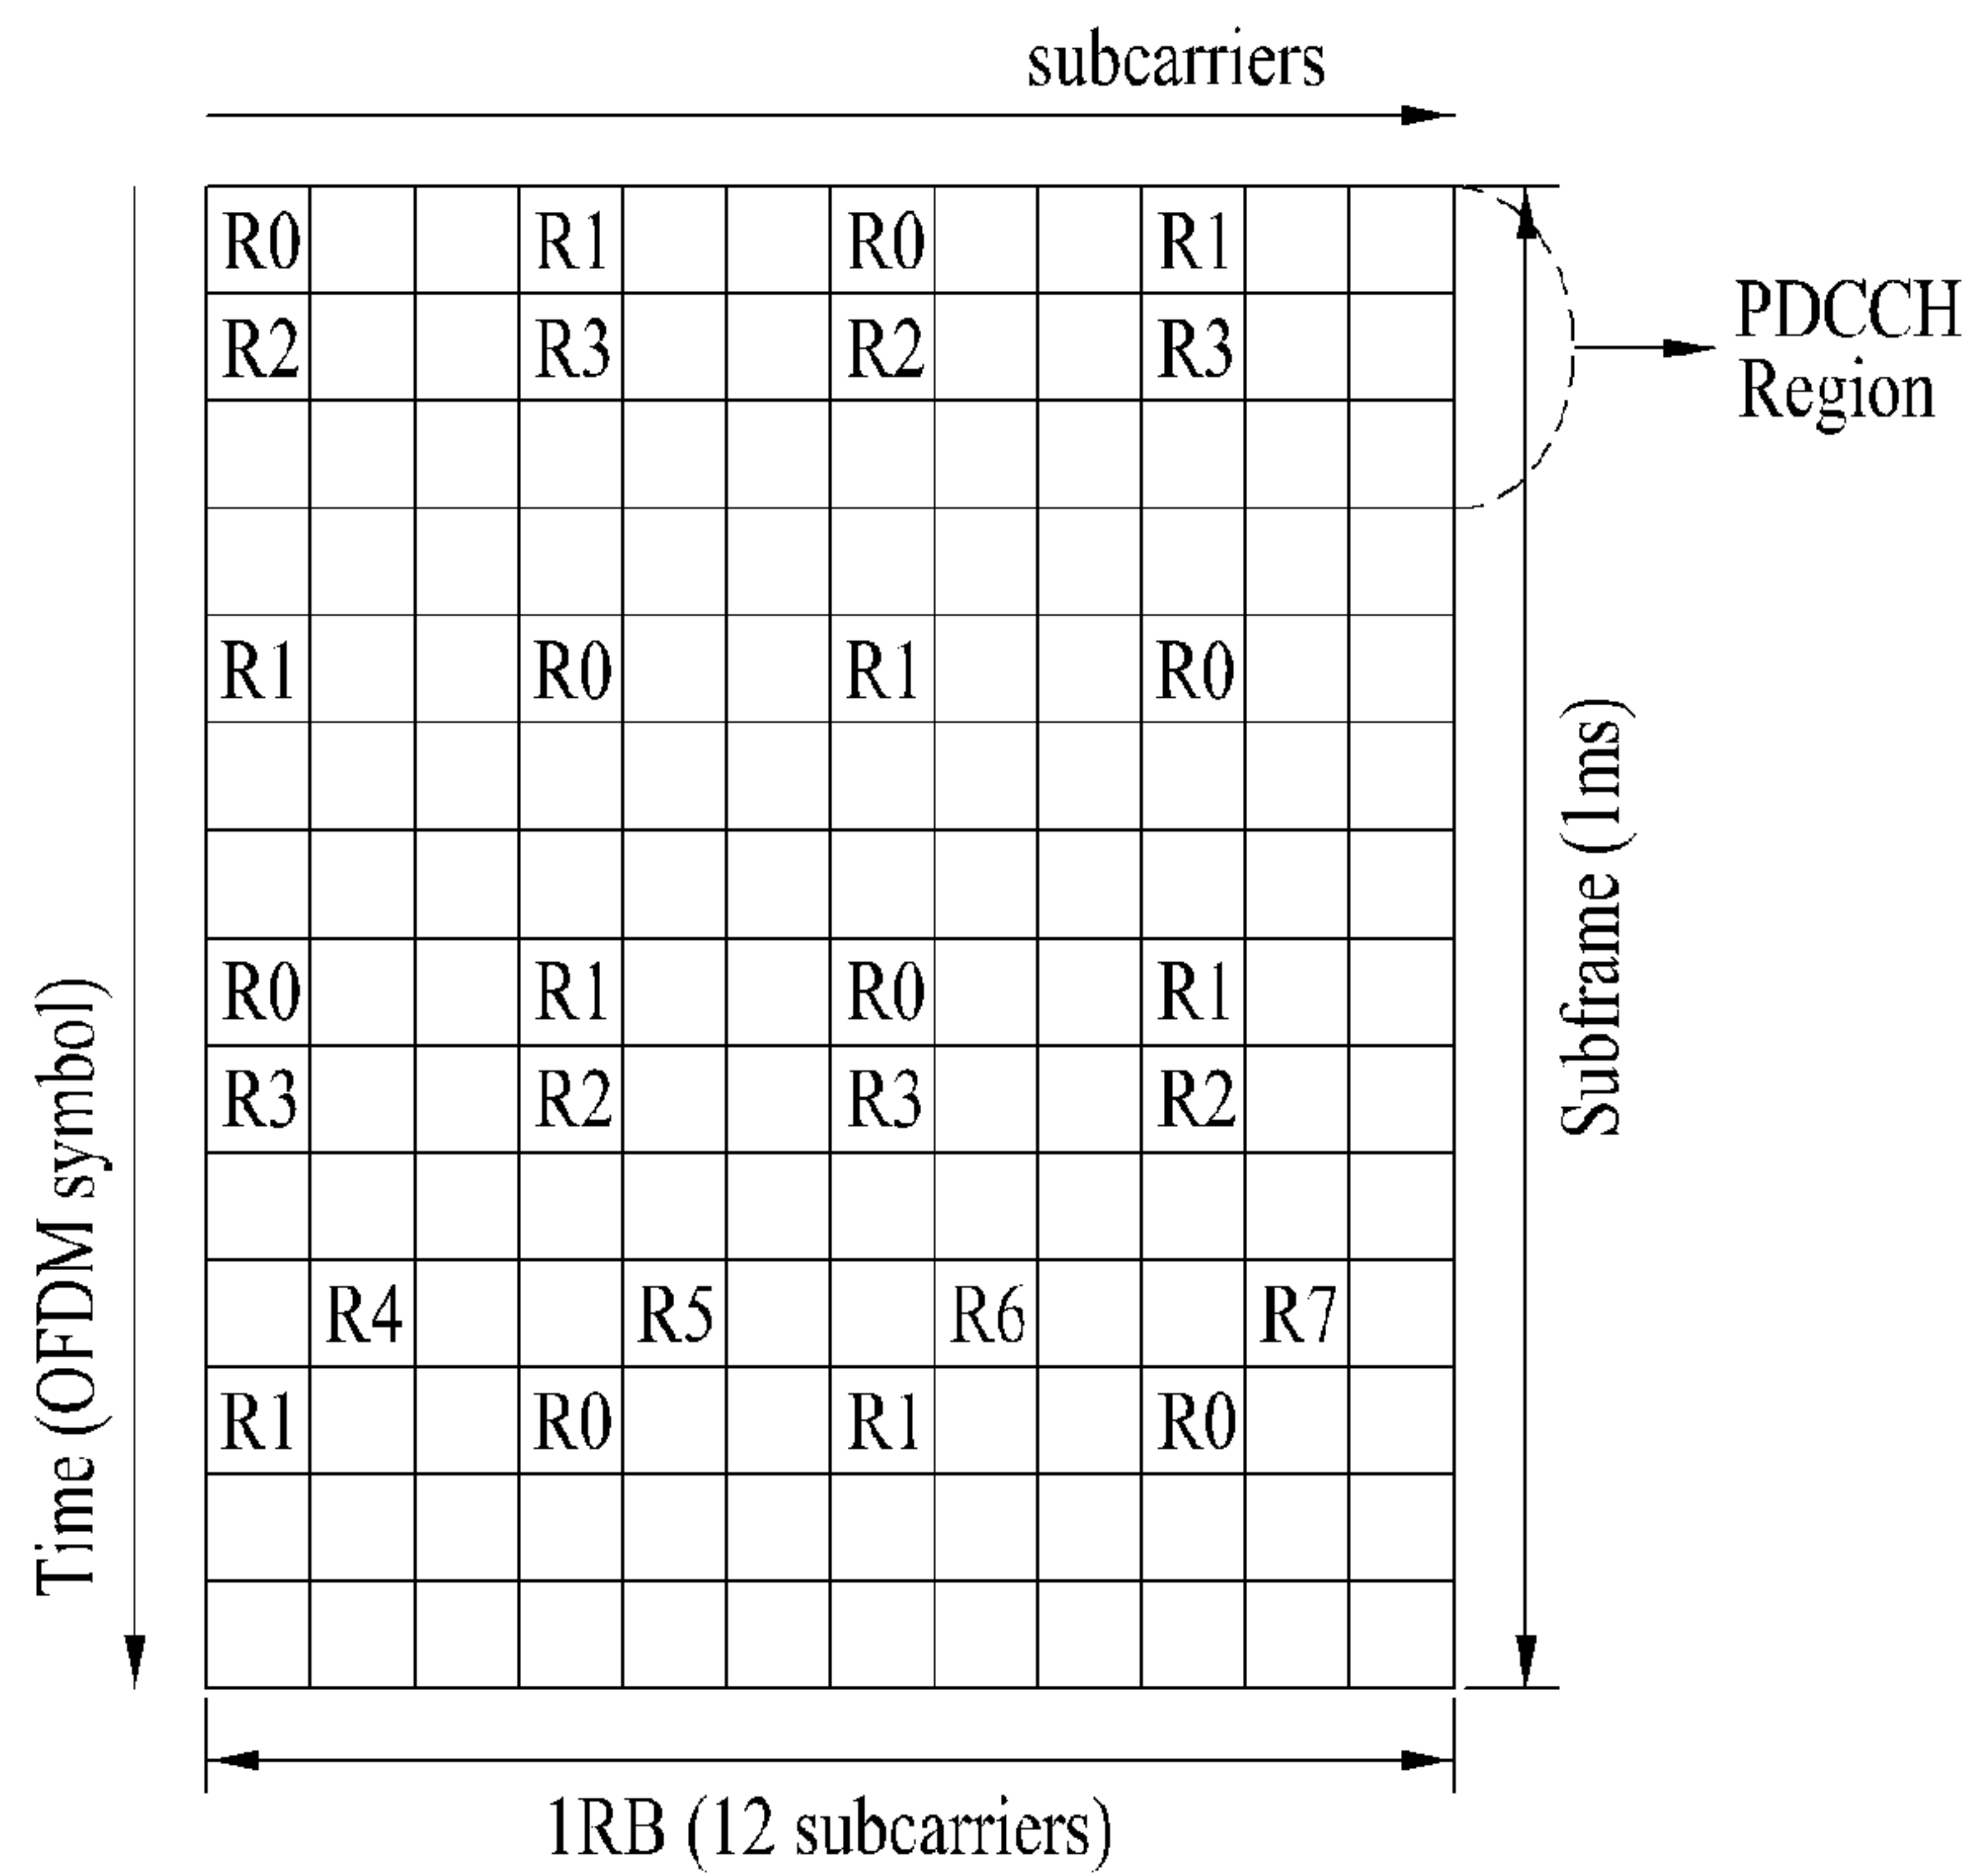 subcarriers
R0 R1 R0 R1
R2 R3 R2 R3
PDCCH
Region
R1 R0 R1 R0
R0 R1 R0 R1
R3 R2 R3 R2
R4 R5 R6 R7
R1 R0 R1 R0
Time (OFDM symbol)
Subframe (1ms)
1RB (12 subcarriers)